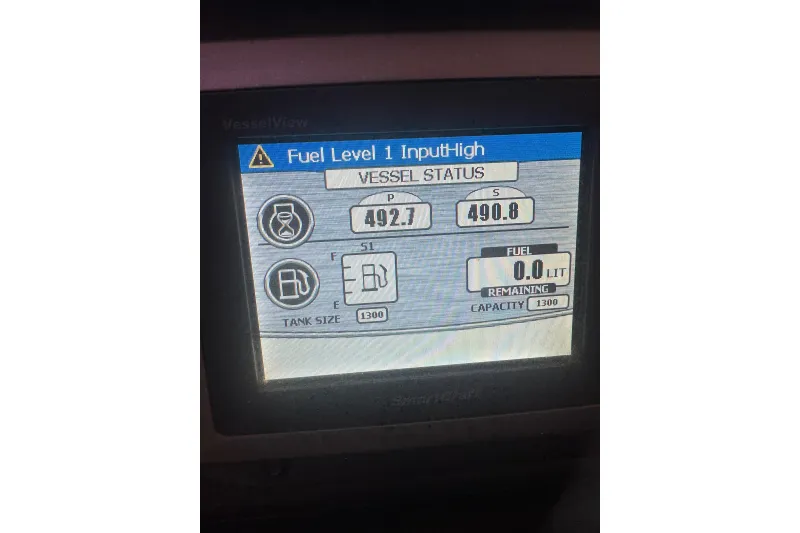 VesselView
Fuel Level 1 InputHigh
VESSEL STATUS
P
S
492.7
490.8
S1
F
E
FUEL
0.0 LIT
REMAINING
TANK SIZE 1300
CAPACITY 1300
SmartCraft